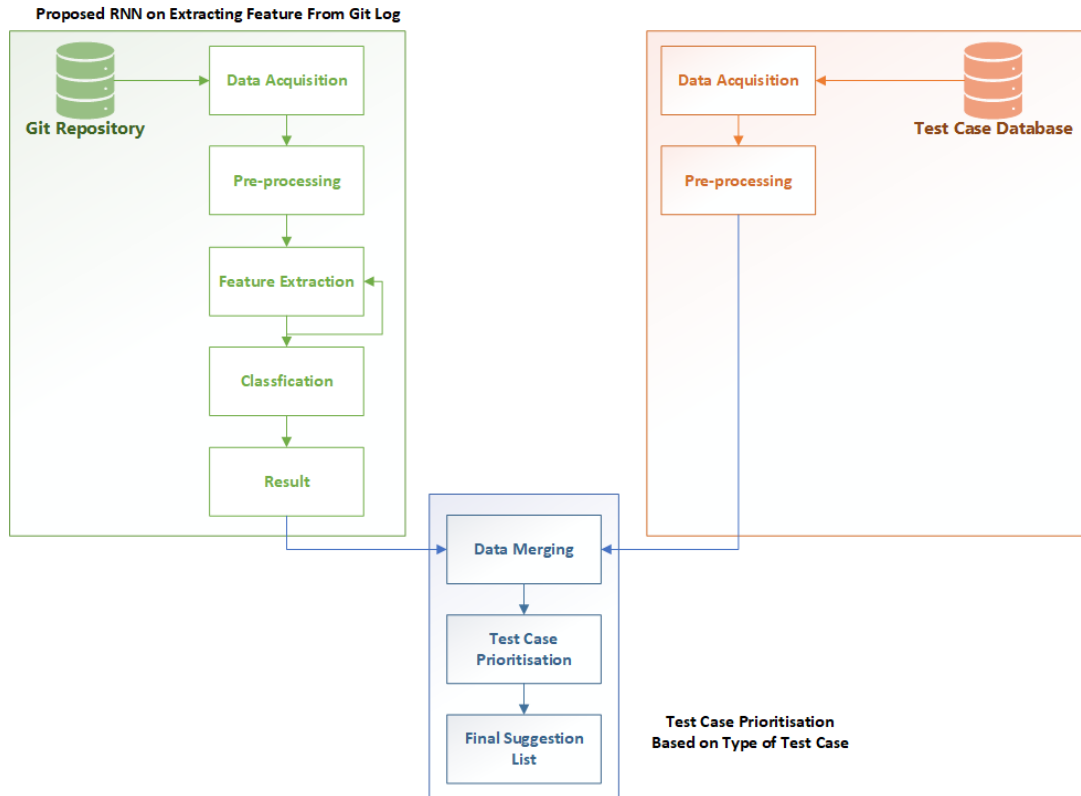 Proposed RNN on Extracting Feature From Git Log
Git Repository
Data Acquisition
Pre-processing
Feature Extraction
Classfication
Result
Data Acquisition
Test Case Database
Pre-processing
Data Merging
Test Case
Prioritisation
Final Suggestion
List
Test Case Prioritisation
Based on Type of Test Case